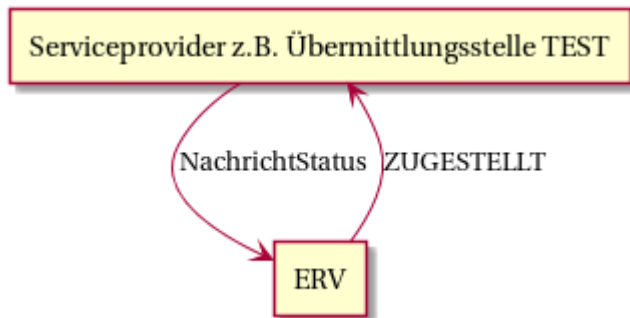 Serviceprovider z.B. Übermittlungsstelle TEST
NachrichtStatus
ZUGESTELLT
ERV